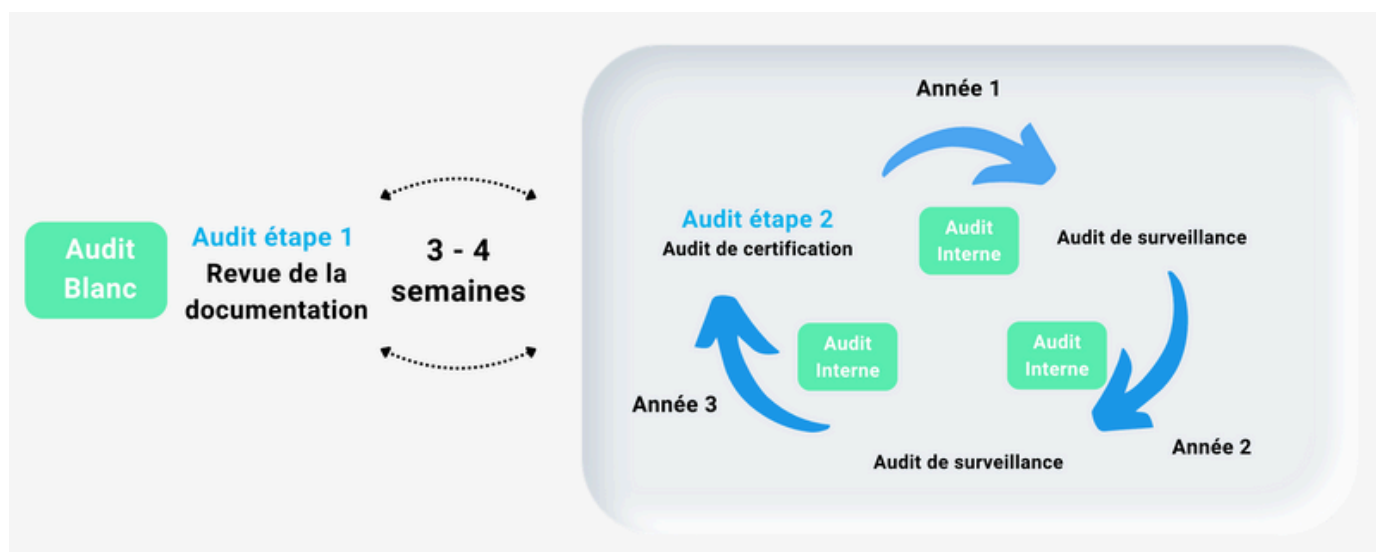 Audit
Blanc
Audit étape 1
Revue de la
documentation
3 - 4
semaines
Année 1
Audit étape 2
Audit de certification
Audit
Interne
Audit de surveillance
Audit
Interne
Audit
Interne
Année 3
Année 2
Audit de surveillance